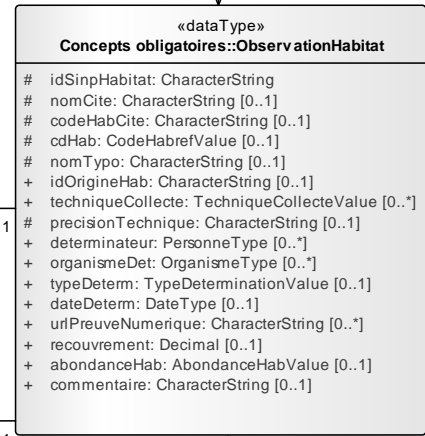 «dataType»
Concepts obligatoires::ObservationHabitat
# idSinpHabitat: CharacterString
# nomCite: CharacterString [0..1]
# codeHabCite: CharacterString [0..1]
# cdHab: CodeHabrefValue [0..1]
# nomTypo: CharacterString [0..1]
+ idOrigineHab: CharacterString [0..1]
+ techniqueCollecte: TechniqueCollecteValue [0..*]
# precisionTechnique: CharacterString [0..1]
+ determinateur: PersonneType [0..*]
+ organismeDet: OrganismeType [0..*]
+ typeDeterm: TypeDeterminationValue [0..1]
+ dateDeterm: DateType [0..1]
+ urlPreuveNumerique: CharacterString [0..*]
+ recouvrement: Decimal [0..1]
+ abondanceHab: AbondanceHabValue [0..1]
+ commentaire: CharacterString [0..1]
1